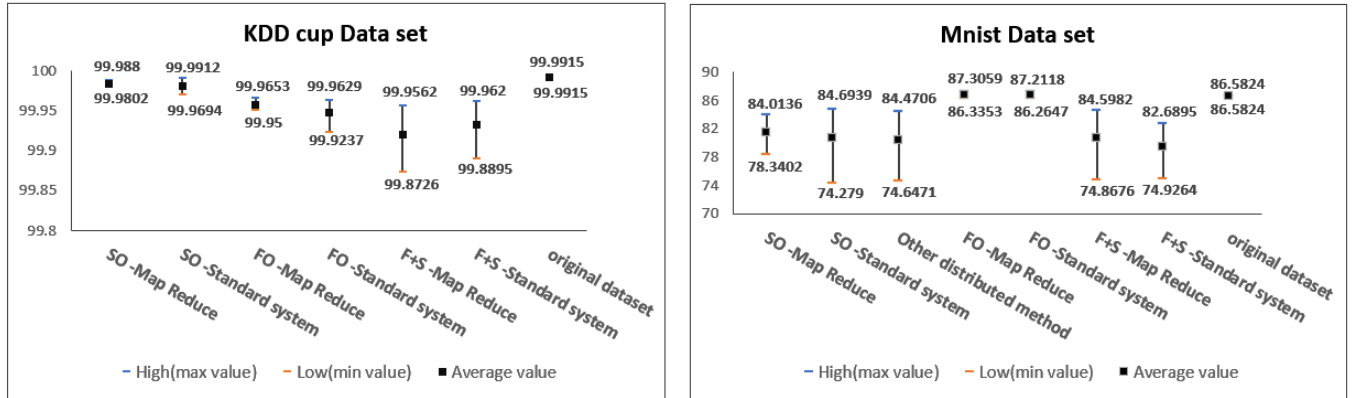 KDD cup Data set
99.988
99.9912
99.9653
99.9629
99.9562
99.962
99.9915
99.9802
99.9694
99.95
99.9237
99.8726
99.8895
99.9915
100
99.95
99.9
99.85
99.8
SO -Map Reduce
SO -Standard system
FO -Map Reduce
FO -Standard system
F+S -Map Reduce
F+S -Standard system
original dataset
High(max value) Low(min value) Average value
Mnist Data set
84.0136
84.6939
84.4706
87.3059
87.2118
84.5982
82.6895
86.5824
78.3402
74.279
74.6471
86.3353
86.2647
74.8676
74.9264
86.5824
90
86
82
78
74
70
SO -Map Reduce
SO -Standard system
Other distributed method
FO -Map Reduce
FO -Standard system
F+S -Map Reduce
F+S -Standard system
original dataset
High(max value) Low(min value) Average value